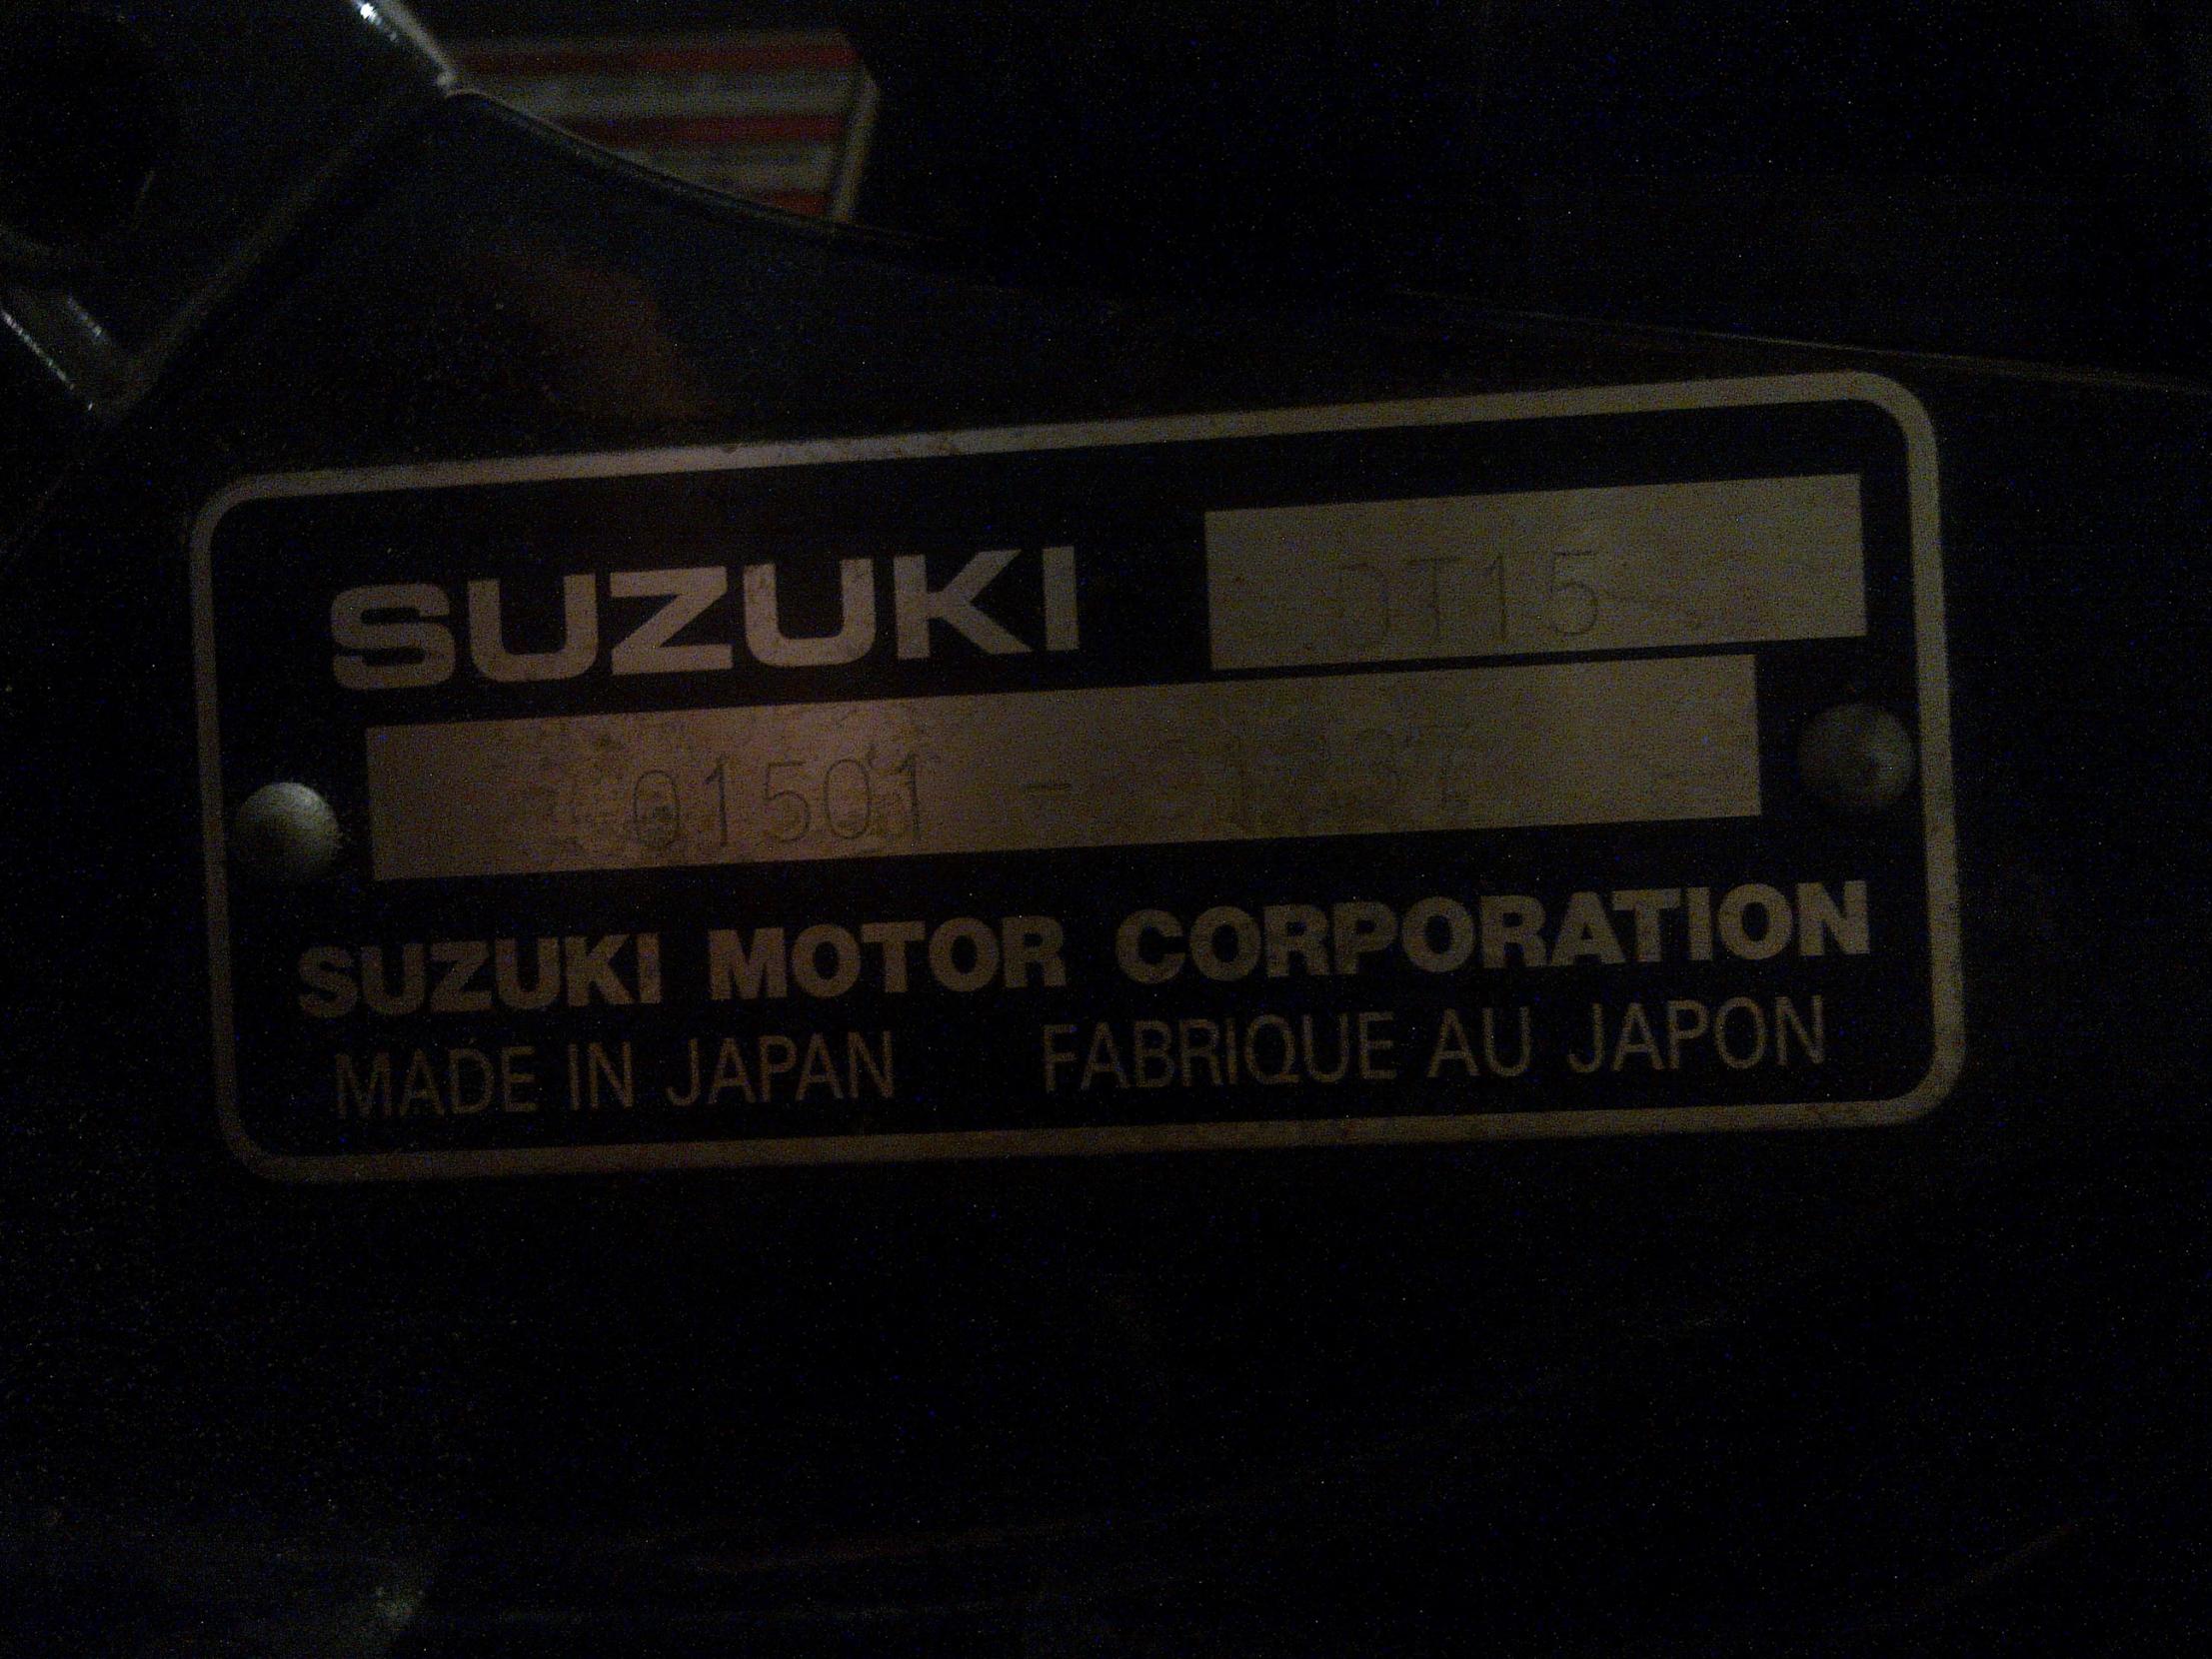 SUZUKI DT15
01501 -
SUZUKI MOTOR CORPORATION
MADE IN JAPAN FABRIQUE AU JAPON